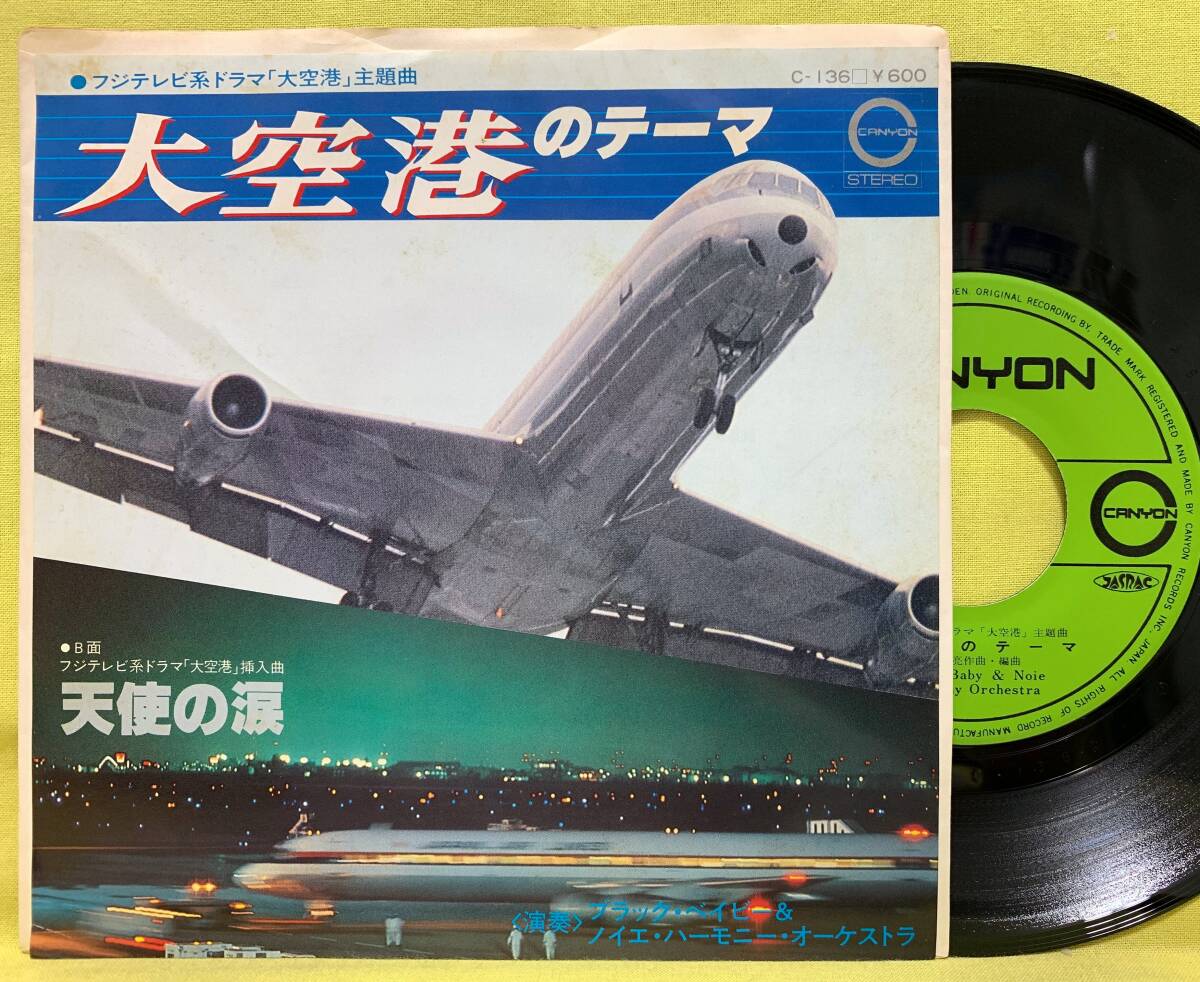 ●フジテレビ系ドラマ「大空港」主題曲
C-136□¥600
大空港のテーマ
CANYON
STEREO
●B面
フジテレビ系ドラマ「大空港」挿入曲
天使の涙
〈演奏〉ブラック・ベイビー&
ノイエ・ハーモニー・オーケストラ
DEN. ORIGINAL RECORDING BY, TRADE MARK REGISTERED AND MADE BY CANYON RECORDS INC. JAPAN ALL RIGHTS OF RECORD MANUFACTU
NYON
CANYON
JASRAC
ラマ「大空港」主題曲
のテーマ
亮作曲・編曲
Baby & Noie
y Orchestra